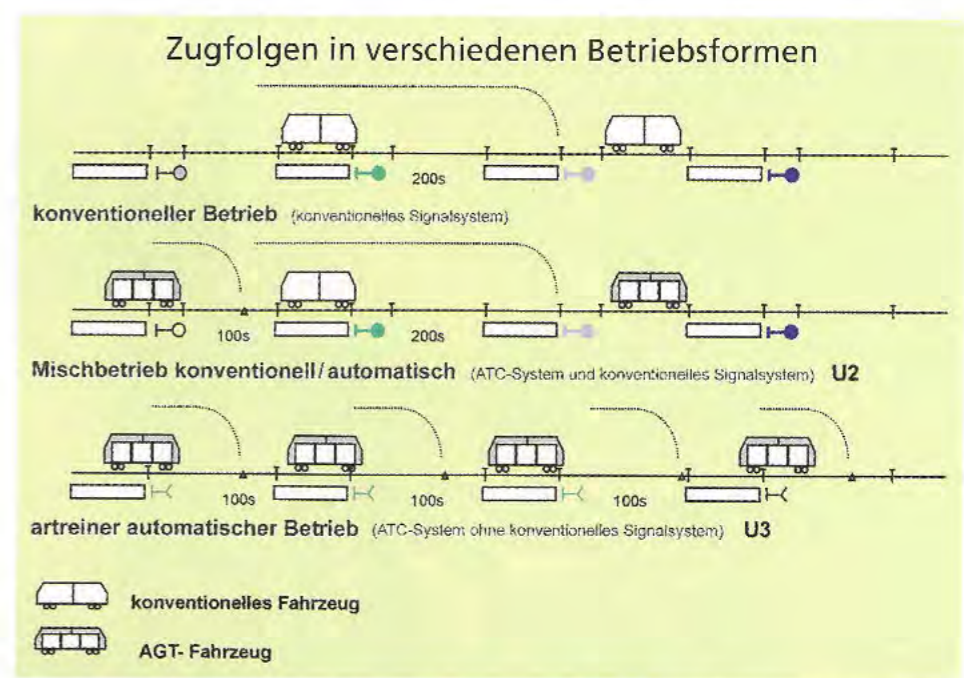 Zugfolgen in verschiedenen Betriebsformen
200s
konventioneller Betrieb (konventionelles Signalsystem)
100s 200s
Mischbetrieb konventionell/automatisch (ATC-System und konventionelles Signalsystem) U2
100s 100s 100s
artreiner automatischer Betrieb (ATC-System ohne konventionelles Signalsystem) U3
konventionelles Fahrzeug
AGT- Fahrzeug